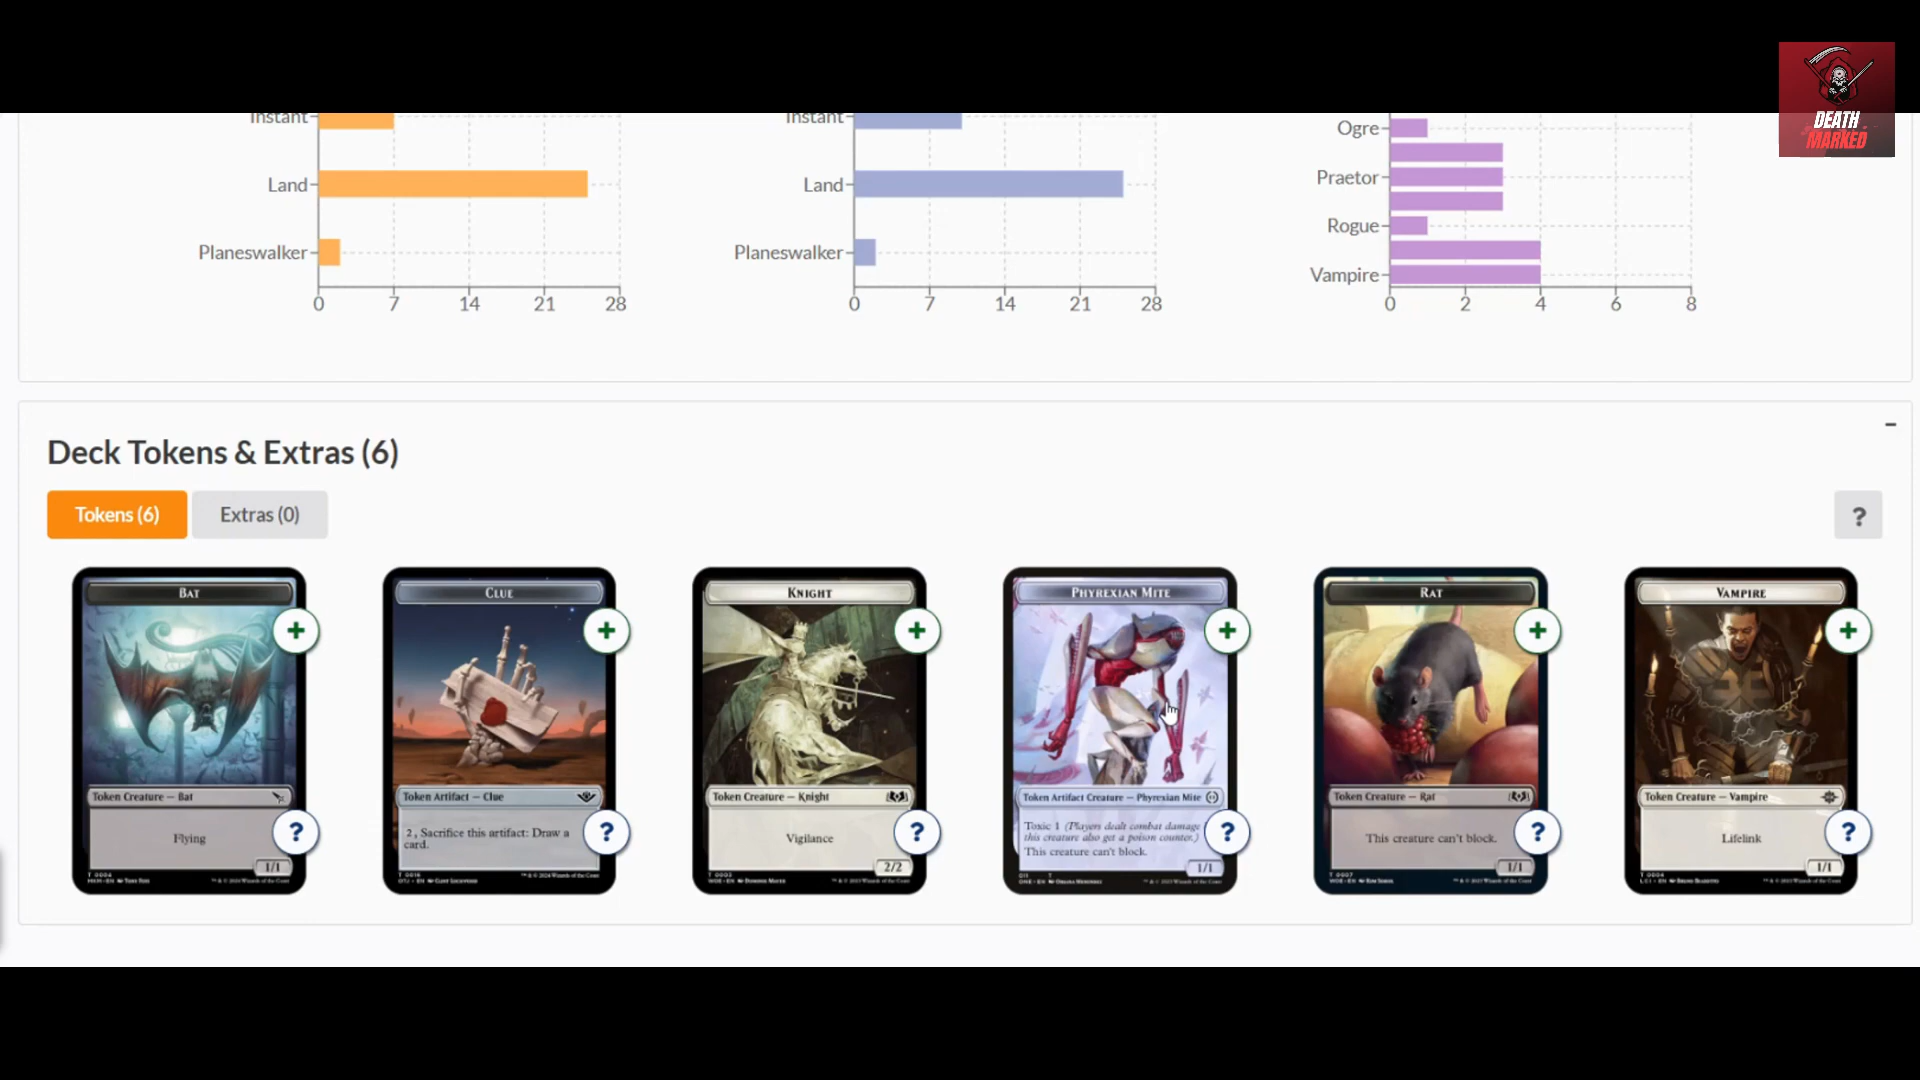 DEATH
MARKED
Instant
Land
Planeswalker
0 7 14 21 28
Instant
Land
Planeswalker
0 7 14 21 28
Ogre
Praetor
Rogue
Vampire
0 2 4 6 8
Deck Tokens & Extras (6)
Tokens (6)
Extras (0)
?
BAT
Token Creature — Bat
Flying
1/1
?
CLUE
Token Artifact — Clue
2, Sacrifice this artifact: Draw a
card.
?
KNIGHT
Token Creature — Knight
Vigilance
2/2
?
PHYREXIAN MITE
Token Artifact Creature — Phyrexian Mite
Toxic 1 (Players dealt combat damage
this creature also get a poison counter.)
This creature can't block.
1/1
?
RAT
Token Creature — Rat
This creature can't block.
1/1
?
VAMPIRE
Token Creature — Vampire
Lifelink
1/1
?